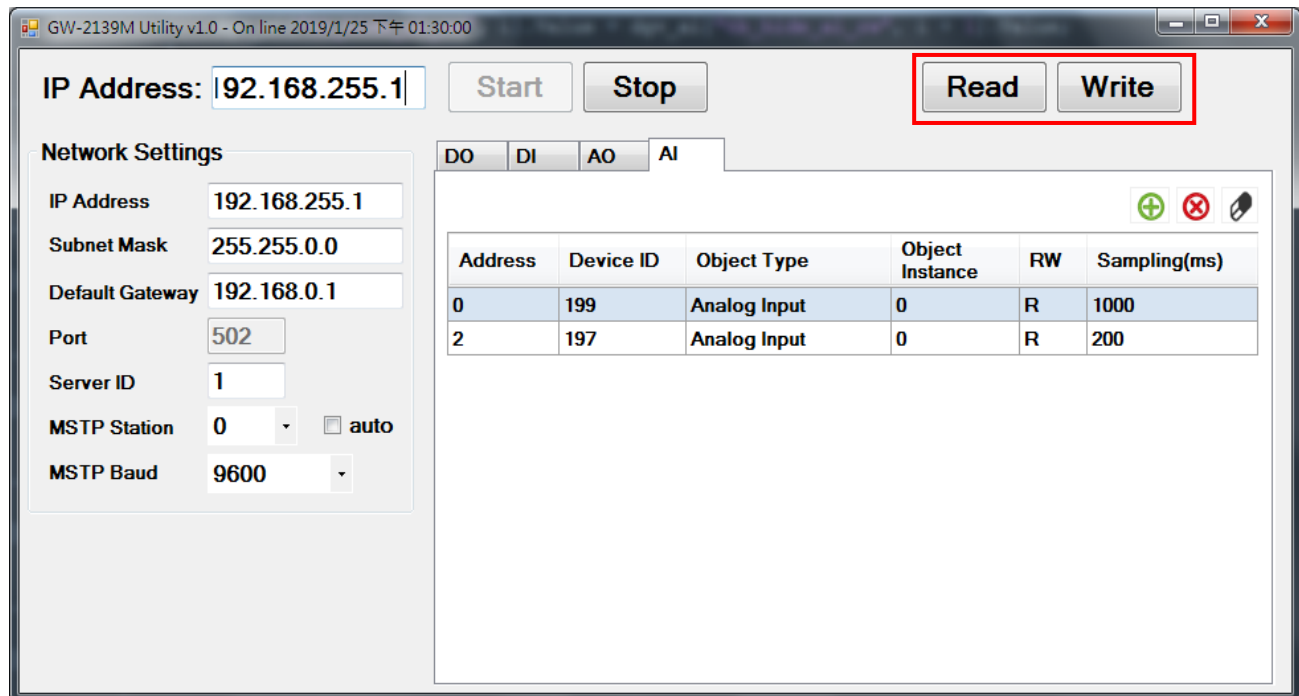 GW-2139M Utility v1.0 - On line 2019/1/25 下午 01:30:00
IP Address: 192.168.255.1 Start Stop Read Write
Network Settings
IP Address 192.168.255.1
Subnet Mask 255.255.0.0
Default Gateway 192.168.0.1
Port 502
Server ID 1
MSTP Station 0 auto
MSTP Baud 9600
DO DI AO AI
Address Device ID Object Type Object Instance RW Sampling(ms)
0 199 Analog Input 0 R 1000
2 197 Analog Input 0 R 200